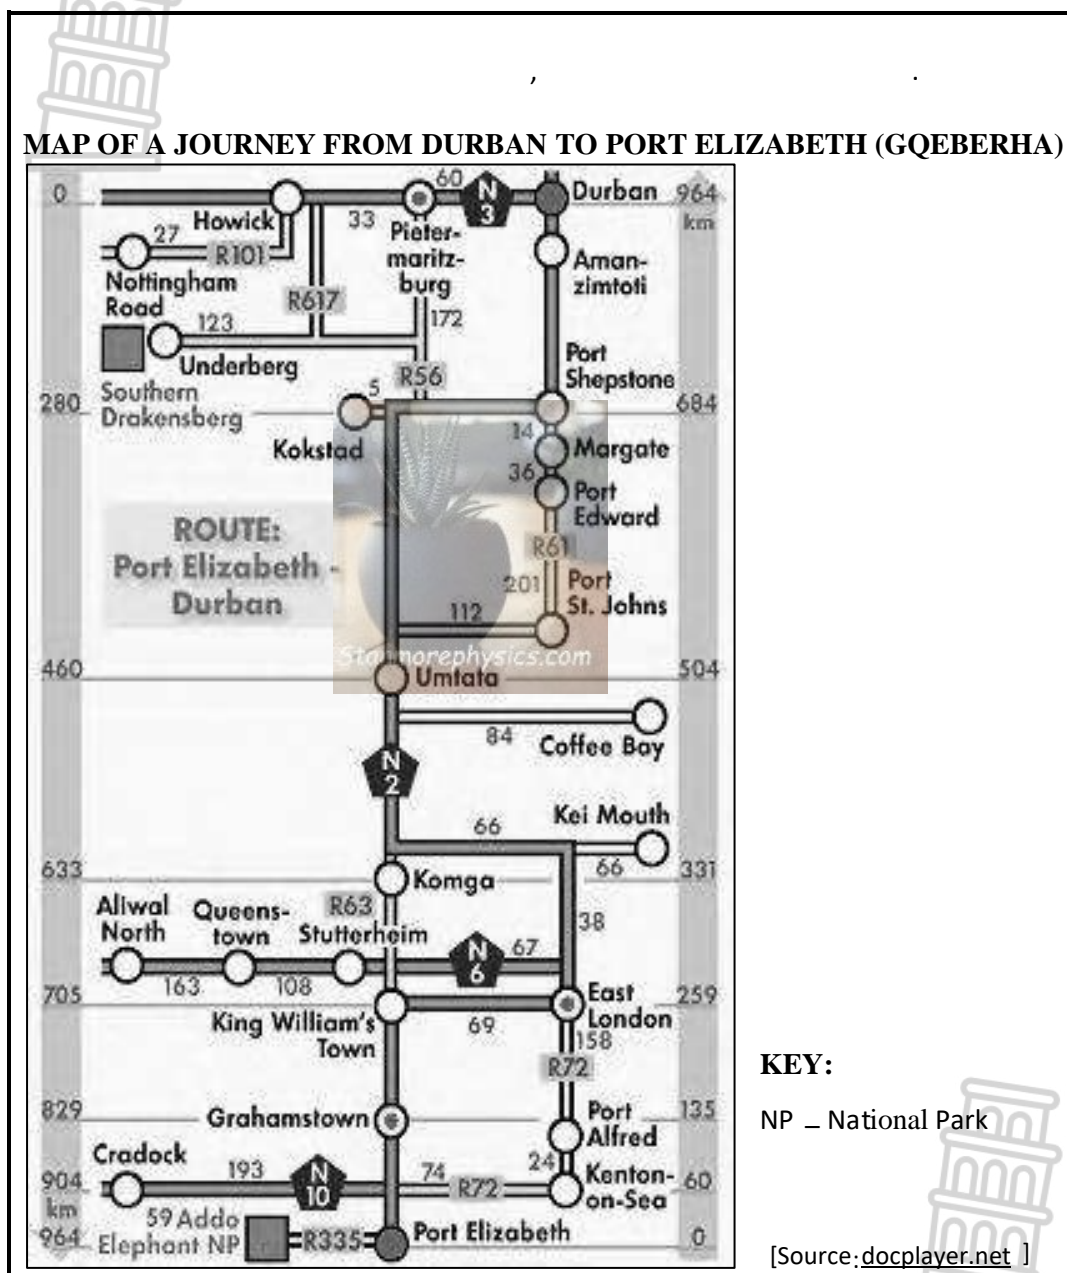 , .
MAP OF A JOURNEY FROM DURBAN TO PORT ELIZABETH (GQEBERHA)
0
60
N
3
Durban
964
km
Howick
33
Pieter-
maritz-
burg
27
R101
Aman-
zimtoti
Nottingham
Road
R617
172
123
Underberg
R56
Port
Shepstone
Southern
Drakensberg
280
5
684
Kokstad
14
Margate
36
Port
Edward
ROUTE:
Port Elizabeth -
Durban
R61
201
Port
St. Johns
112
Stanmorephysics.com
460
Umtata
504
84
Coffee Bay
N
2
Kei Mouth
66
66
633
Komga
331
Aliwal
North
Queens-
town
R63
Stutterheim
38
N
6
67
163
108
705
East
London
259
King William's
Town
69
158
R72
829
Grahamstown
Port
Alfred
135
Cradock
193
N
10
74
R72
24
Kenton-
on-Sea
904
km
60
59 Addo
Elephant NP
R335
Port Elizabeth
964
0
KEY:
NP – National Park
[Source: docplayer.net ]